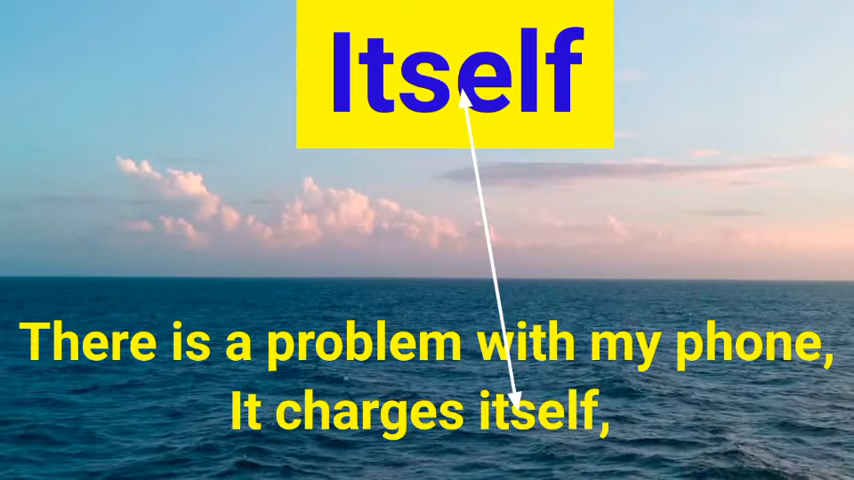 Itself
There is a problem with my phone,
It charges itself,